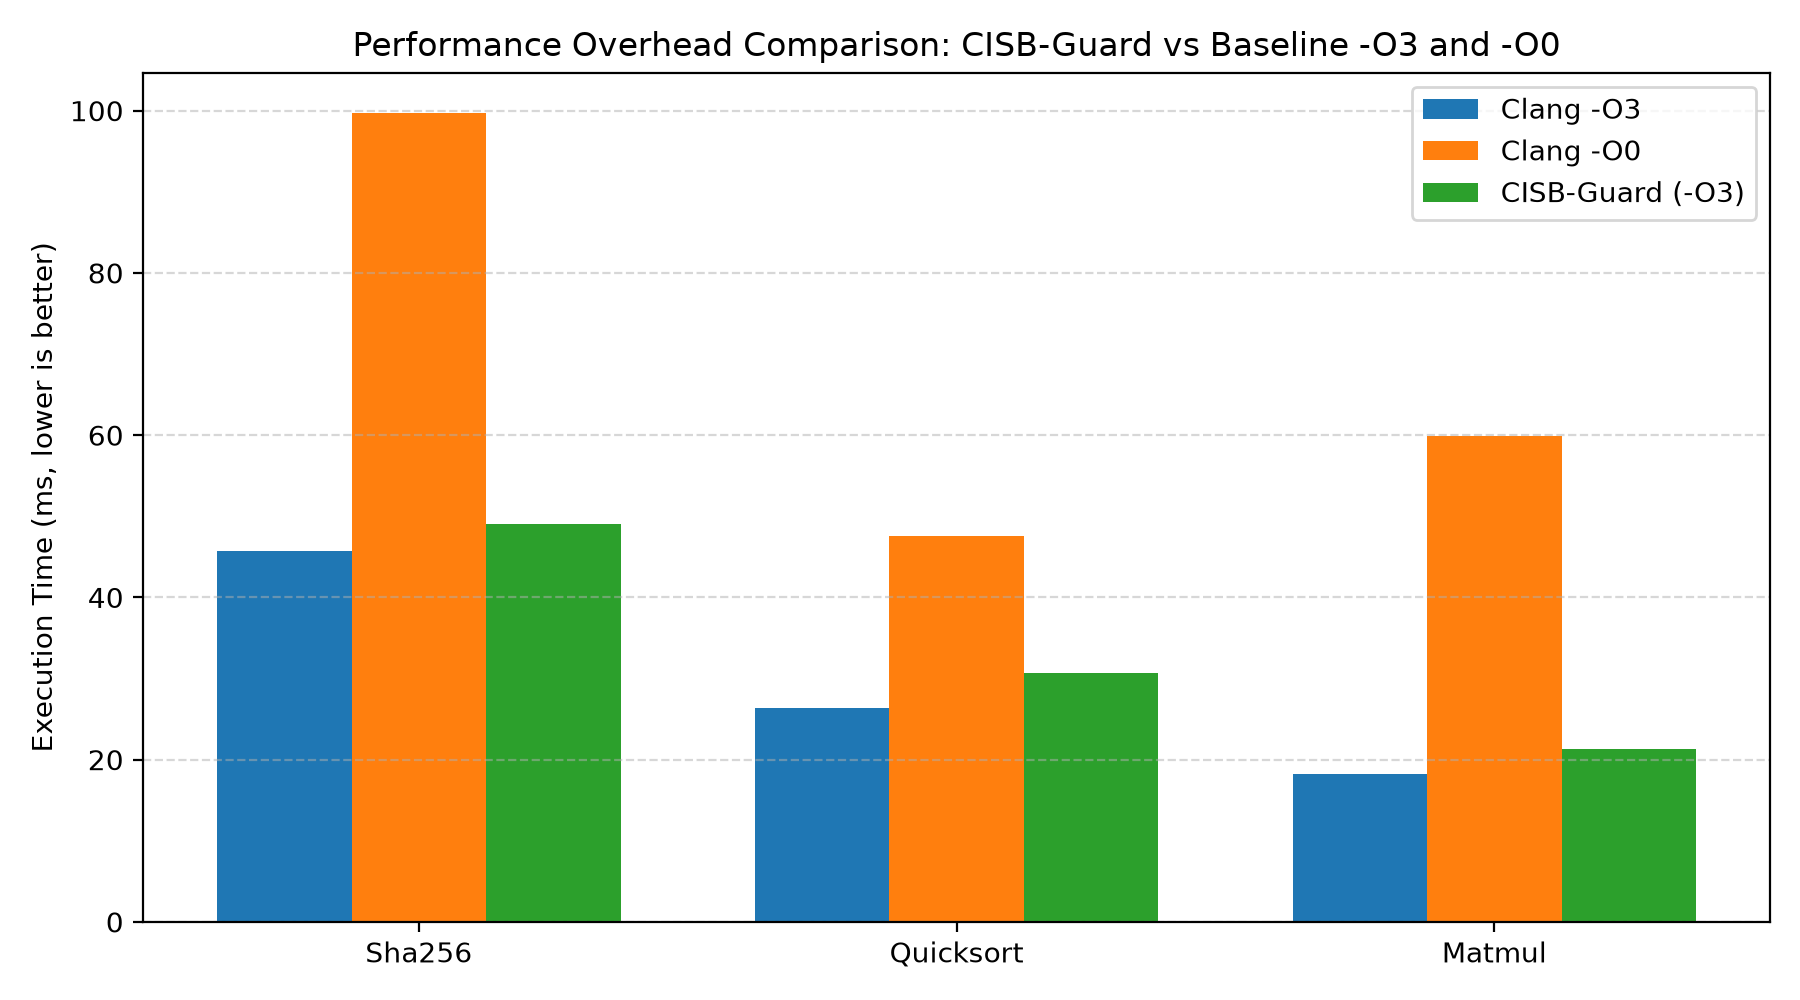 Performance Overhead Comparison: CISB-Guard vs Baseline -O3 and -O0
Clang -O3
Clang -O0
CISB-Guard (-O3)
Execution Time (ms, lower is better)
100
80
60
40
20
0
Sha256
Quicksort
Matmul